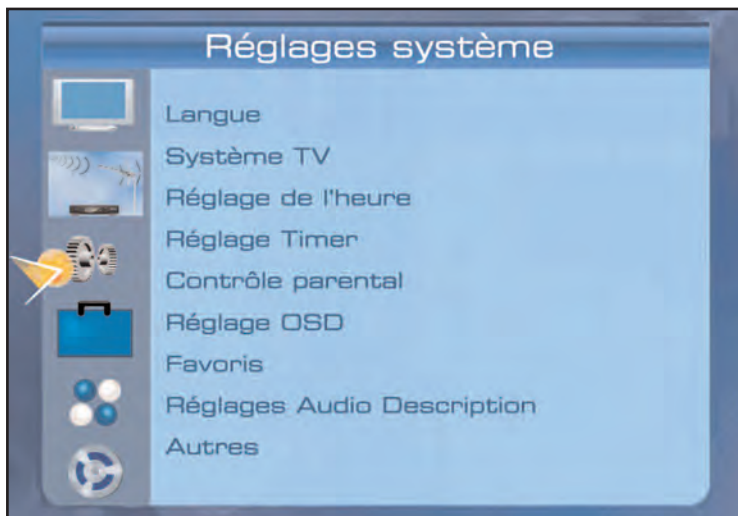 Réglages système
Langue
Système TV
Réglage de l'heure
Réglage Timer
Contrôle parental
Réglage OSD
Favoris
Réglages Audio Description
Autres